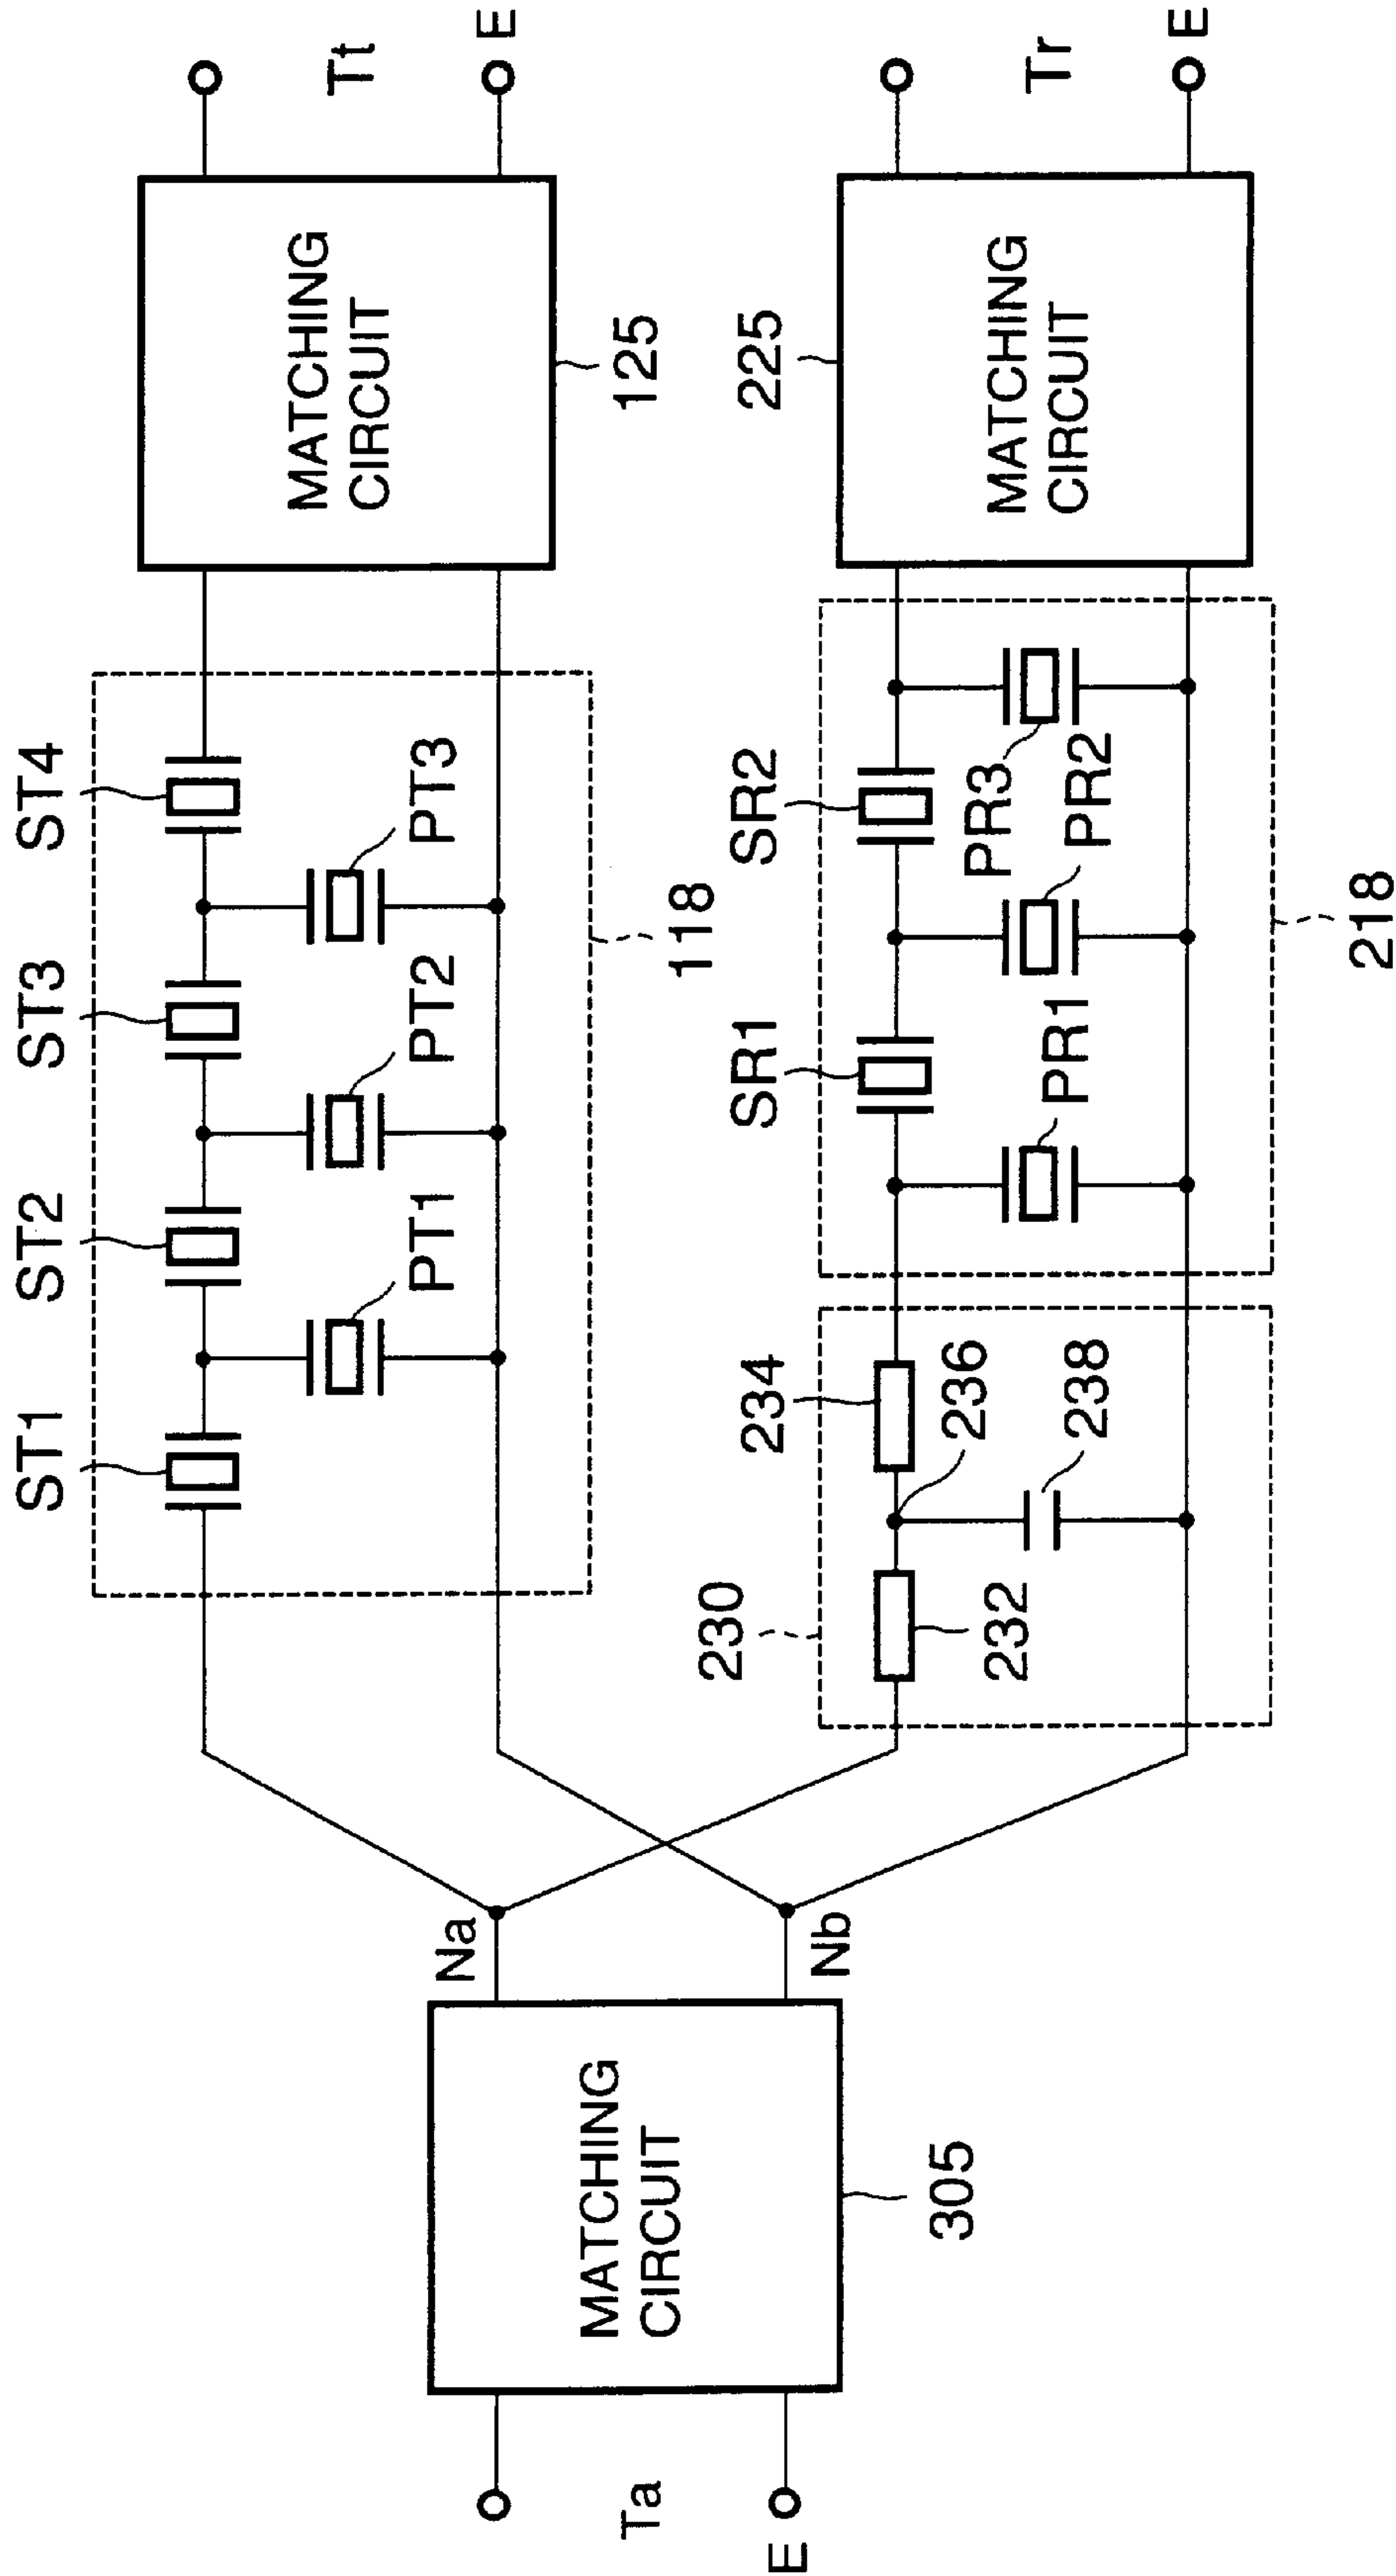 ST1
ST2
ST3
ST4
PT1
PT2
PT3
118
MATCHING
CIRCUIT
125
Tt
E
Ta
E
MATCHING
CIRCUIT
305
Na
Nb
230
232
234
236
238
SR1
SR2
PR1
PR2
PR3
218
225
MATCHING
CIRCUIT
Tr
E